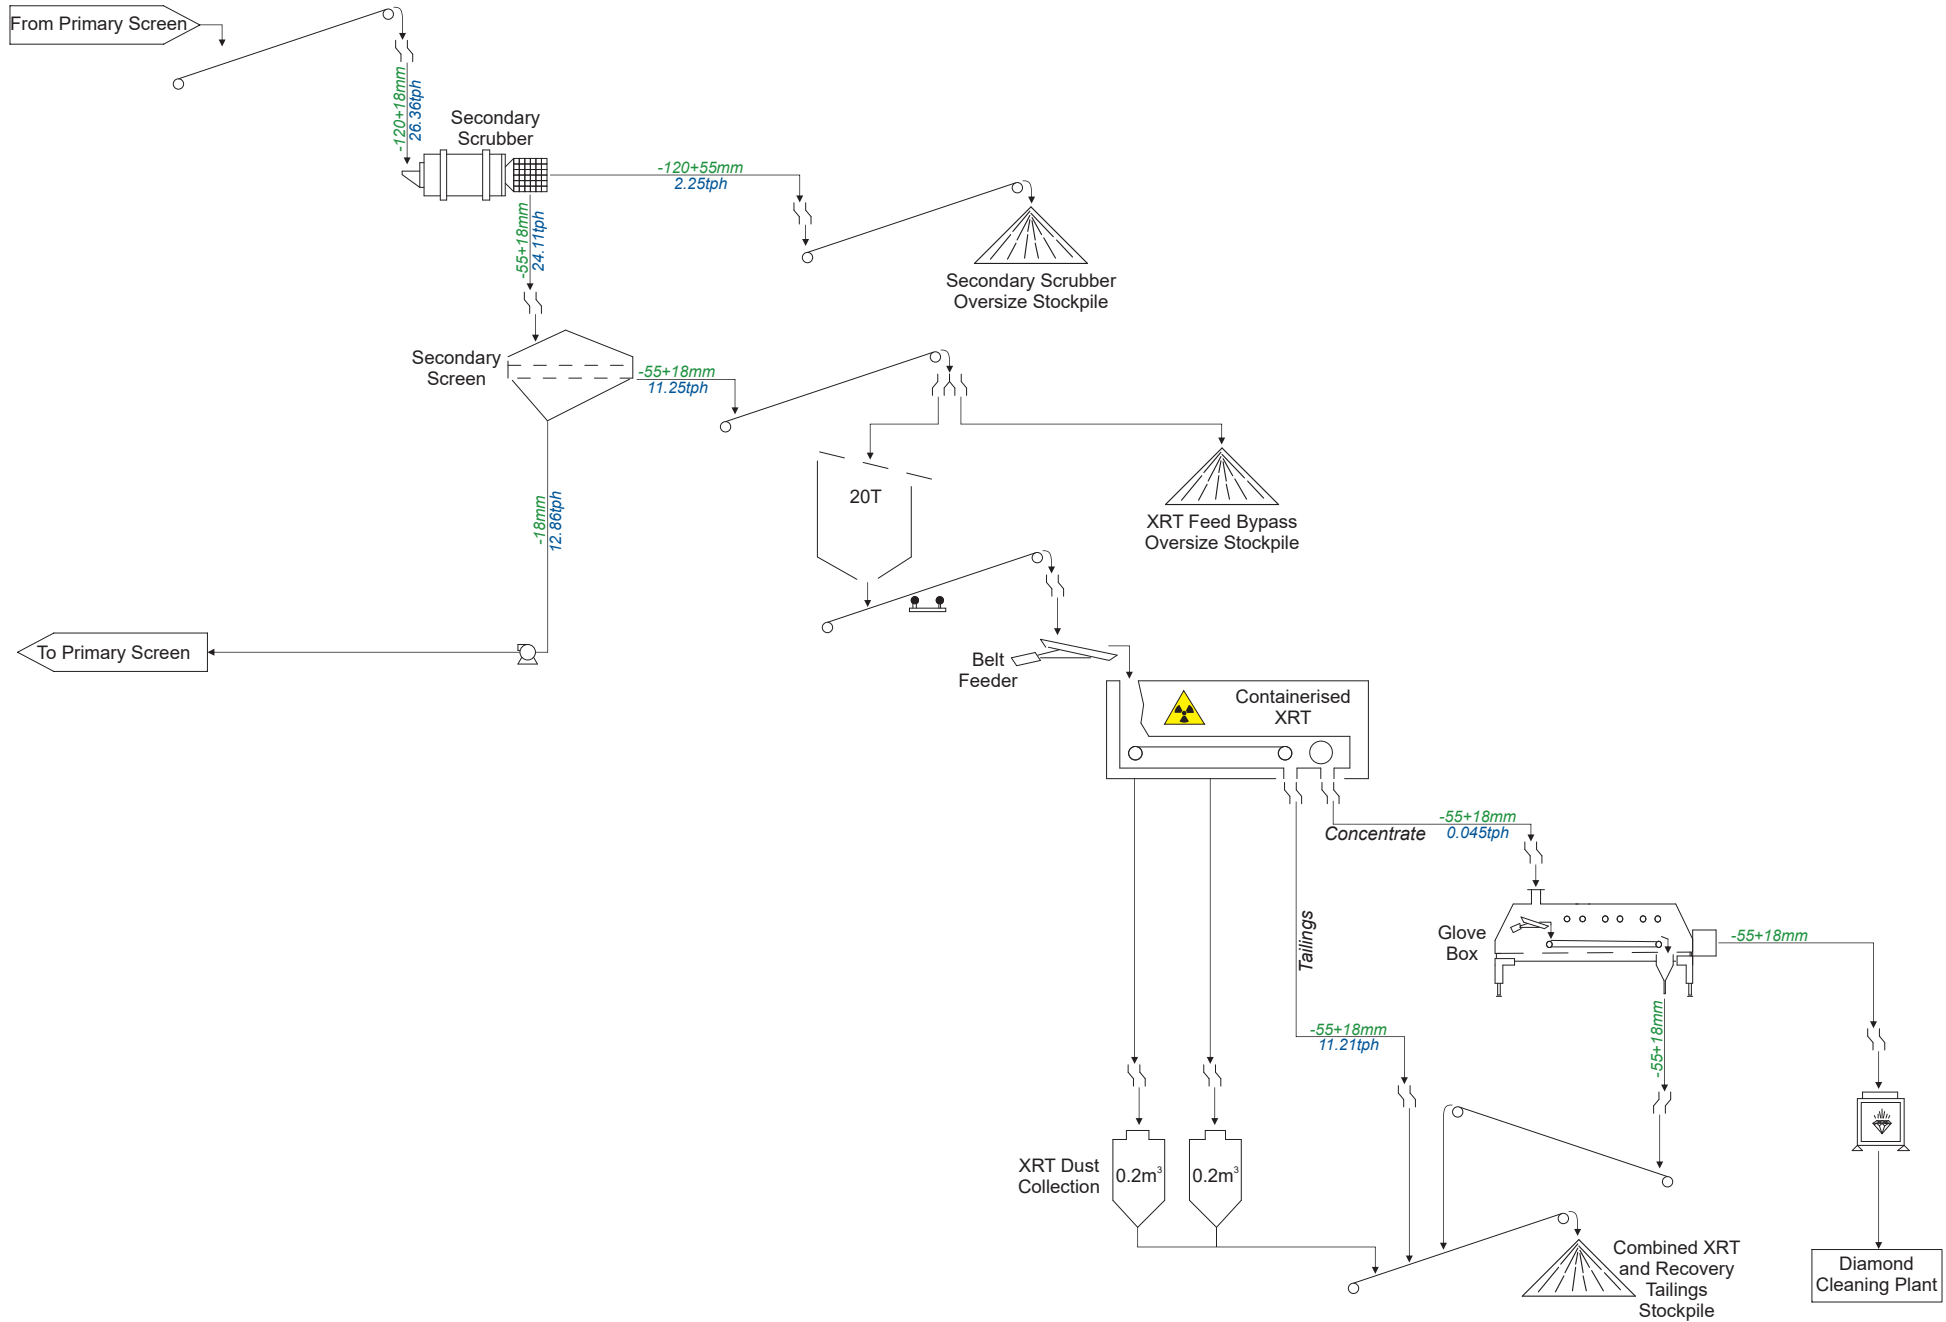 From Primary Screen
-120+18mm
26.36tph
Secondary
Scrubber
-120+55mm
2.25tph
-55+18mm
24.11tph
Secondary Scrubber
Oversize Stockpile
Secondary
Screen
-55+18mm
11.25tph
20T
XRT Feed Bypass
Oversize Stockpile
-18mm
12.86tph
To Primary Screen
Belt
Feeder
Containerised
XRT
-55+18mm
0.045tph
Concentrate
Tailings
Glove
Box
-55+18mm
-55+18mm
-55+18mm
11.21tph
XRT Dust
Collection
0.2m³
0.2m³
Combined XRT
and Recovery
Tailings
Stockpile
Diamond
Cleaning Plant